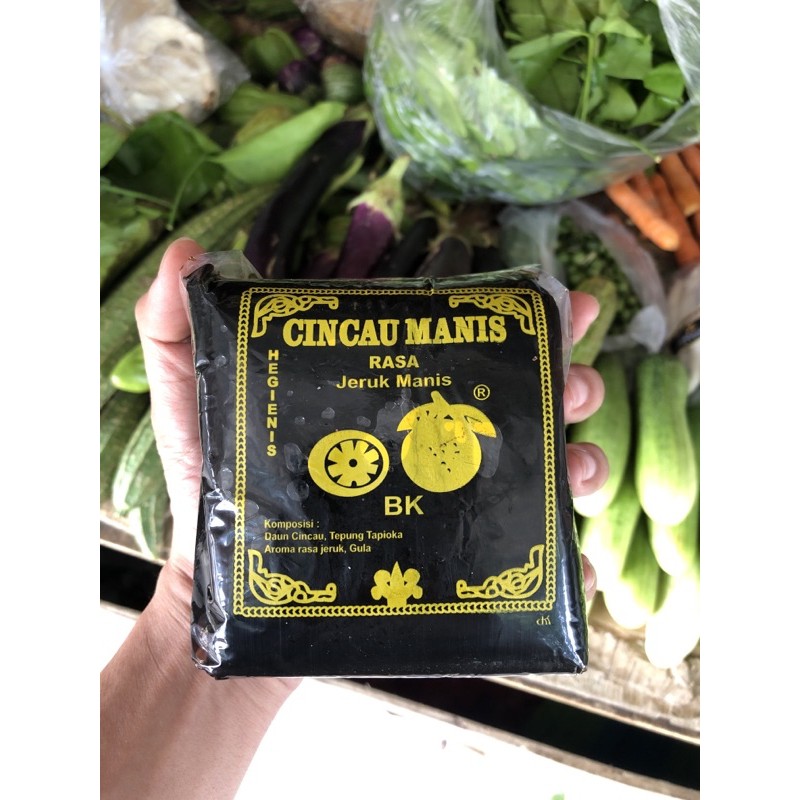 CINCAU MANIS
RASA
Jeruk Manis
®
HEGIENIS
BK
Komposisi :
Daun Cincau, Tepung Tapioka
Aroma rasa jeruk, Gula